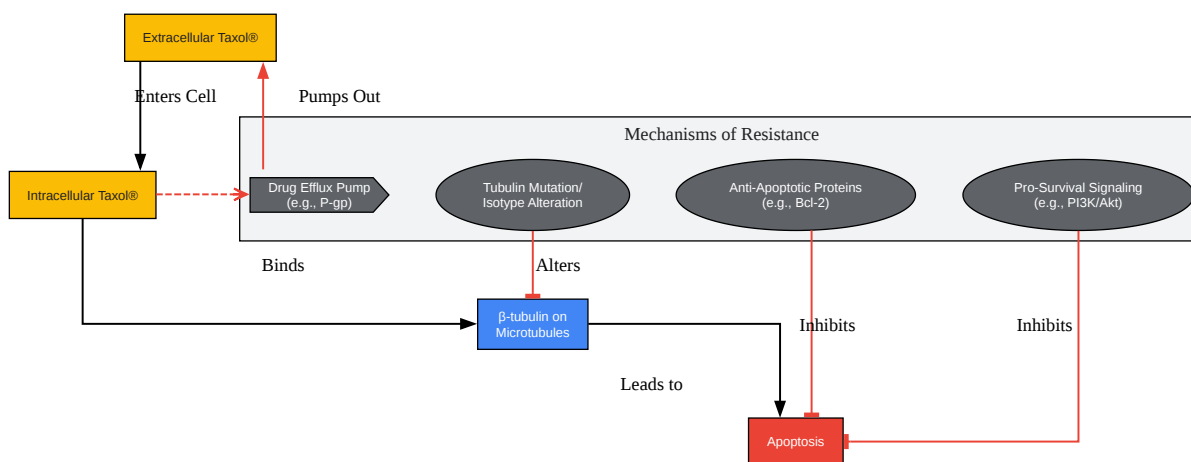 Extracellular Taxol®
Enters Cell
Pumps Out
Mechanisms of Resistance
Intracellular Taxol®
Drug Efflux Pump
(e.g., P-gp)
Tubulin Mutation/
Isotype Alteration
Anti-Apoptotic Proteins
(e.g., Bcl-2)
Pro-Survival Signaling
(e.g., PI3K/Akt)
Binds
Alters
β-tubulin on
Microtubules
Inhibits
Inhibits
Leads to
Apoptosis